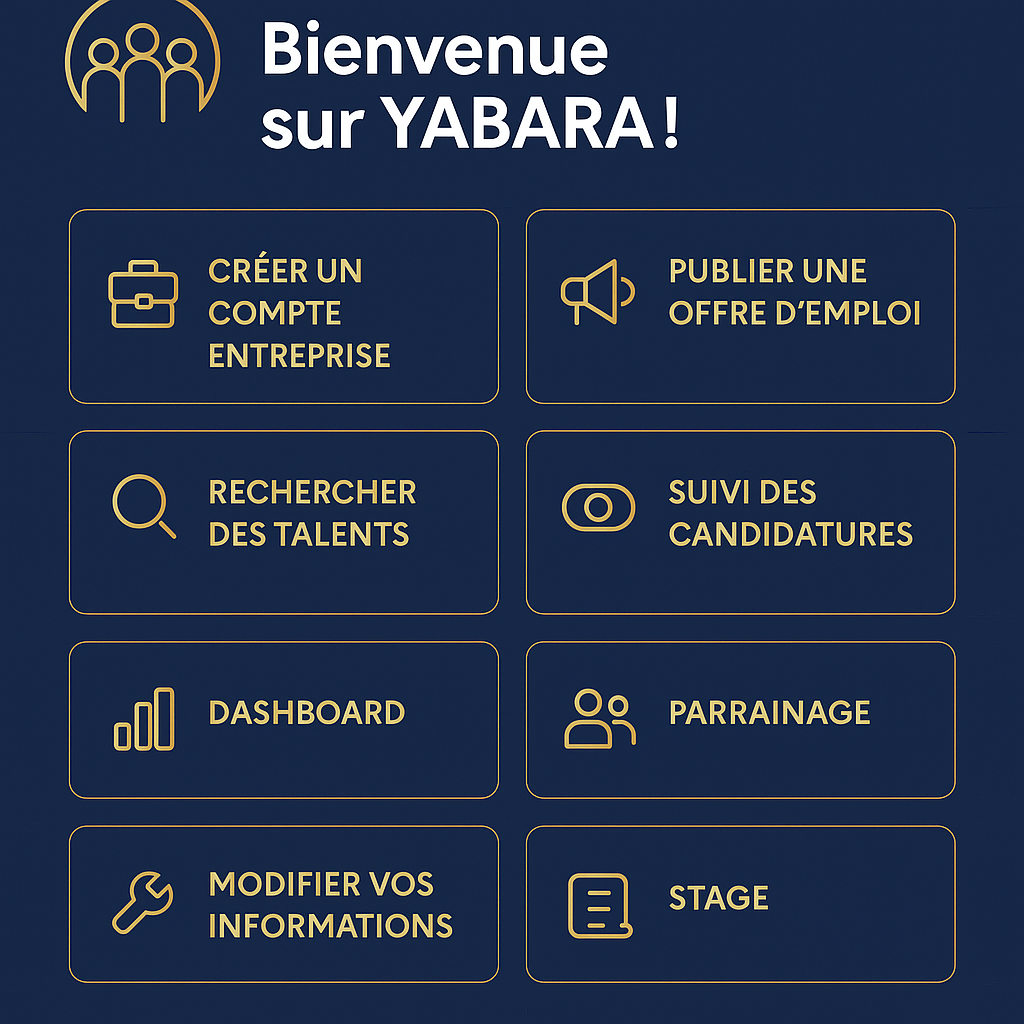 Bienvenue
sur YABARA !
CRÉER UN
COMPTE
ENTREPRISE
PUBLIER UNE
OFFRE D’EMPLOI
RECHERCHER
DES TALENTS
SUIVI DES
CANDIDATURES
DASHBOARD
PARRAINAGE
MODIFIER VOS
INFORMATIONS
STAGE